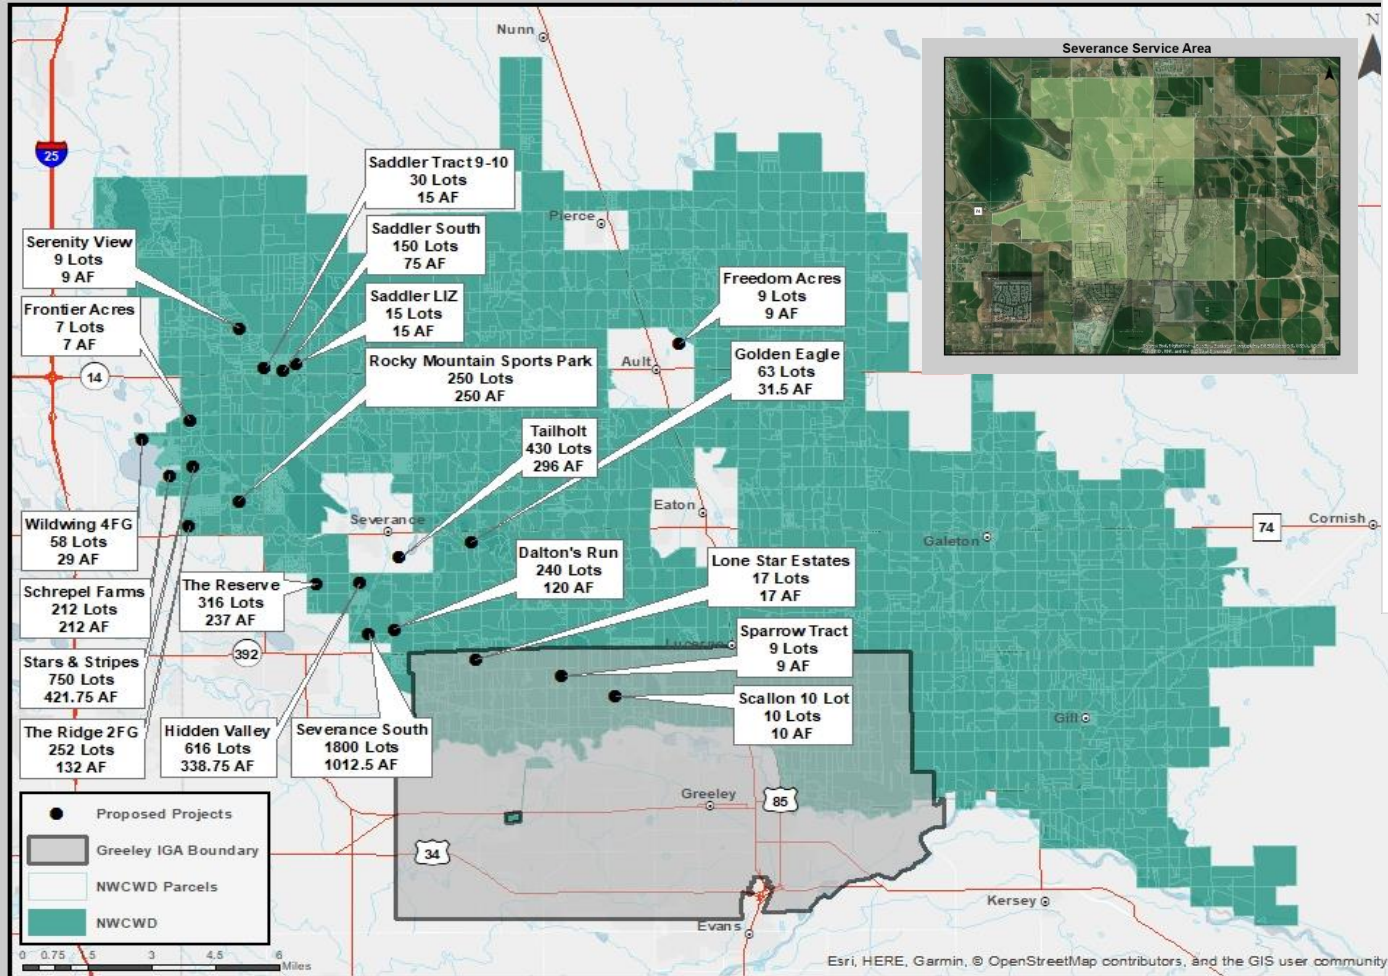 N
Nunn
Severance Service Area
25
Saddler Tract 9-10
30 Lots
15 AF
Pierce
Saddler South
150 Lots
75 AF
Serenity View
9 Lots
9 AF
Freedom Acres
9 Lots
9 AF
Saddler LIZ
15 Lots
15 AF
Frontier Acres
7 Lots
7 AF
Ault
Golden Eagle
63 Lots
31.5 AF
14
Rocky Mountain Sports Park
250 Lots
250 AF
Tailholt
430 Lots
296 AF
Eaton
Severance
74
Cornish
Galeton
Wildwing 4FG
58 Lots
29 AF
Dalton's Run
240 Lots
120 AF
Lone Star Estates
17 Lots
17 AF
Schrepel Farms
212 Lots
212 AF
The Reserve
316 Lots
237 AF
Lucerne
Sparrow Tract
9 Lots
9 AF
392
Stars & Stripes
750 Lots
421.75 AF
Scallon 10 Lot
10 Lots
10 AF
Gill
The Ridge 2FG
252 Lots
132 AF
Hidden Valley
616 Lots
338.75 AF
Severance South
1800 Lots
1012.5 AF
Greeley
85
34
Proposed Projects
Greeley IGA Boundary
NWCWD Parcels
NWCWD
Kersey
Evans
0 0.75 1.5 3 4.5 6
Miles
Esri, HERE, Garmin, © OpenStreetMap contributors, and the GIS user community